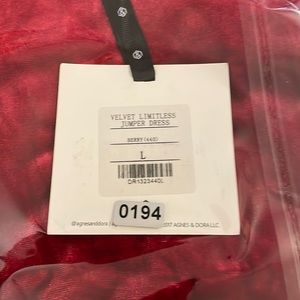 VELVET LIMITLESS
JUMPER DRESS
BERRY(440)
L
DR1323440L
0194
@agnesanddora
2017 AGNES & DORA LLC.